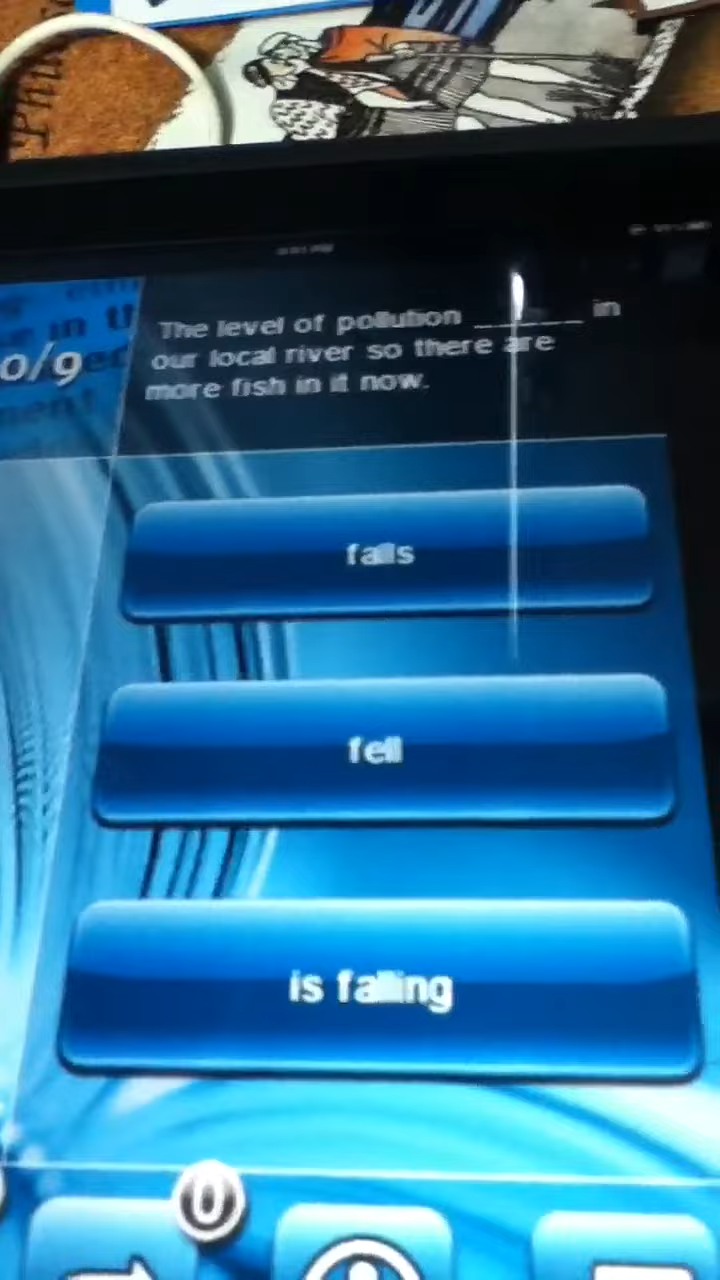 The level of pollution ______ in
our local river so there are
more fish in it now.
0/9
falls
fell
is falling
0